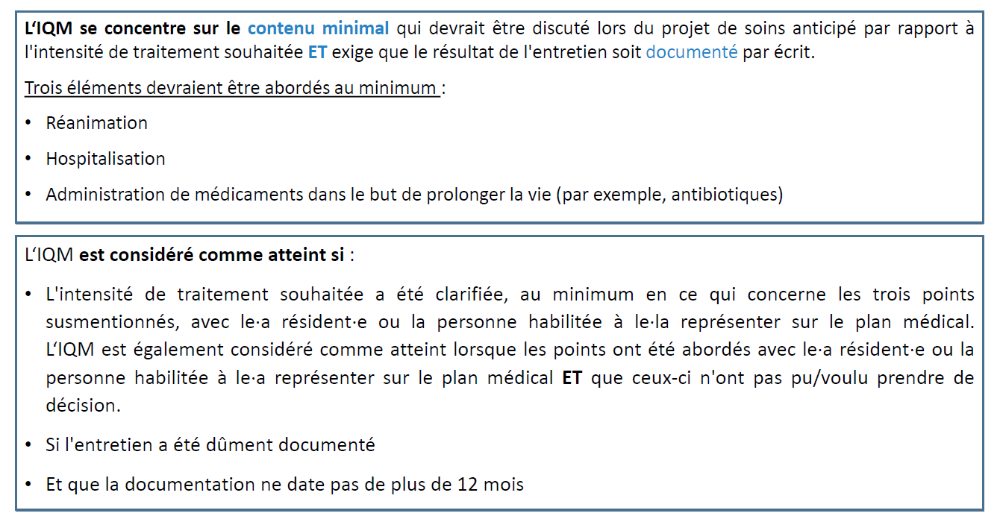 L‘IQM se concentre sur le contenu minimal qui devrait être discuté lors du projet de soins anticipé par rapport à
l'intensité de traitement souhaitée ET exige que le résultat de l'entretien soit documenté par écrit.
Trois éléments devraient être abordés au minimum :
• Réanimation
• Hospitalisation
• Administration de médicaments dans le but de prolonger la vie (par exemple, antibiotiques)
L‘IQM est considéré comme atteint si :
• L'intensité de traitement souhaitée a été clarifiée, au minimum en ce qui concerne les trois points
susmentionnés, avec le·a résident·e ou la personne habilitée à le·la représenter sur le plan médical.
L‘IQM est également considéré comme atteint lorsque les points ont été abordés avec le·a résident·e ou la
personne habilitée à le·a représenter sur le plan médical ET que ceux-ci n'ont pas pu/voulu prendre de
décision.
• Si l'entretien a été dûment documenté
• Et que la documentation ne date pas de plus de 12 mois